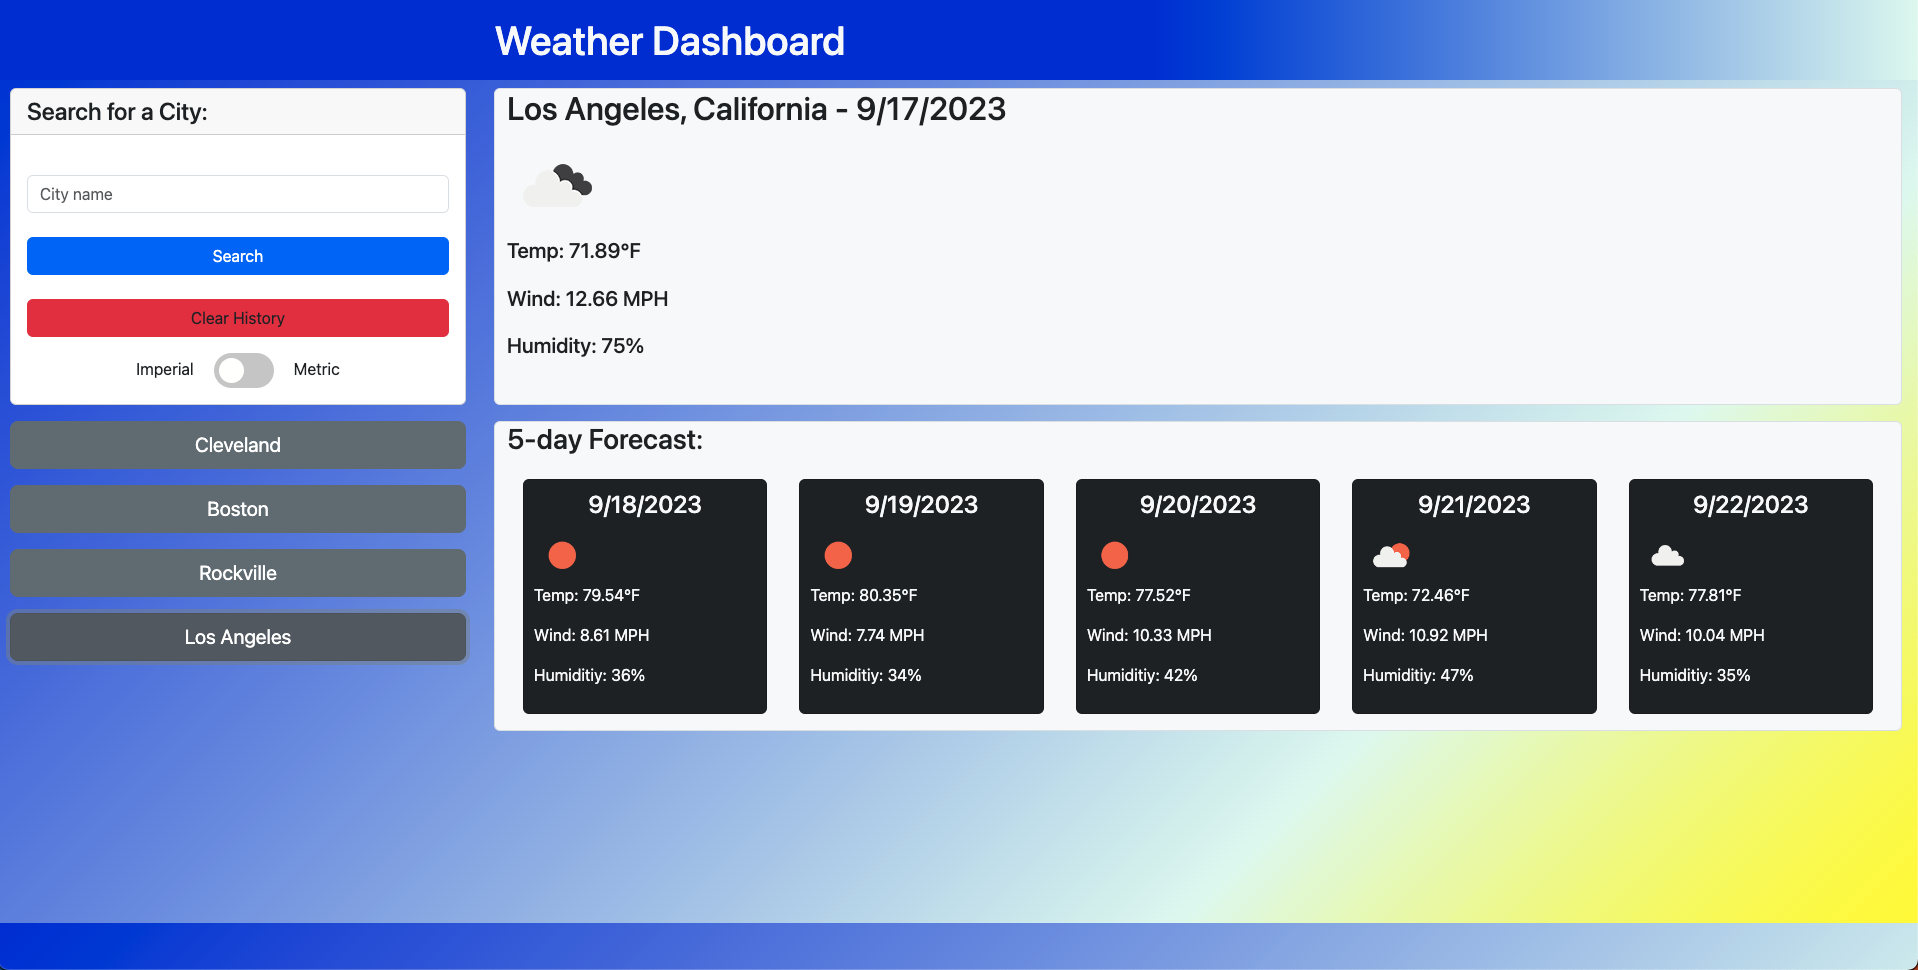 Weather Dashboard
Search for a City:
City name
Search
Clear History
Imperial Metric
Cleveland
Boston
Rockville
Los Angeles
Los Angeles, California - 9/17/2023
Temp: 71.89°F
Wind: 12.66 MPH
Humidity: 75%
5-day Forecast:
9/18/2023
Temp: 79.54°F
Wind: 8.61 MPH
Humiditiy: 36%
9/19/2023
Temp: 80.35°F
Wind: 7.74 MPH
Humiditiy: 34%
9/20/2023
Temp: 77.52°F
Wind: 10.33 MPH
Humiditiy: 42%
9/21/2023
Temp: 72.46°F
Wind: 10.92 MPH
Humiditiy: 47%
9/22/2023
Temp: 77.81°F
Wind: 10.04 MPH
Humiditiy: 35%